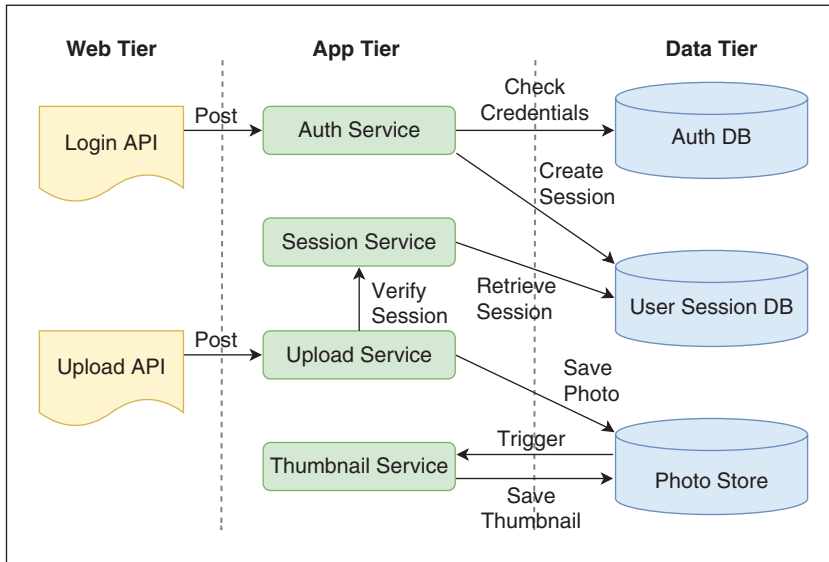 Web Tier
App Tier
Data Tier
Login API
Post
Auth Service
Check
Credentials
Auth DB
Create
Session
Session Service
Retrieve
Session
User Session DB
Verify
Session
Upload API
Post
Upload Service
Save
Photo
Trigger
Thumbnail Service
Save
Thumbnail
Photo Store